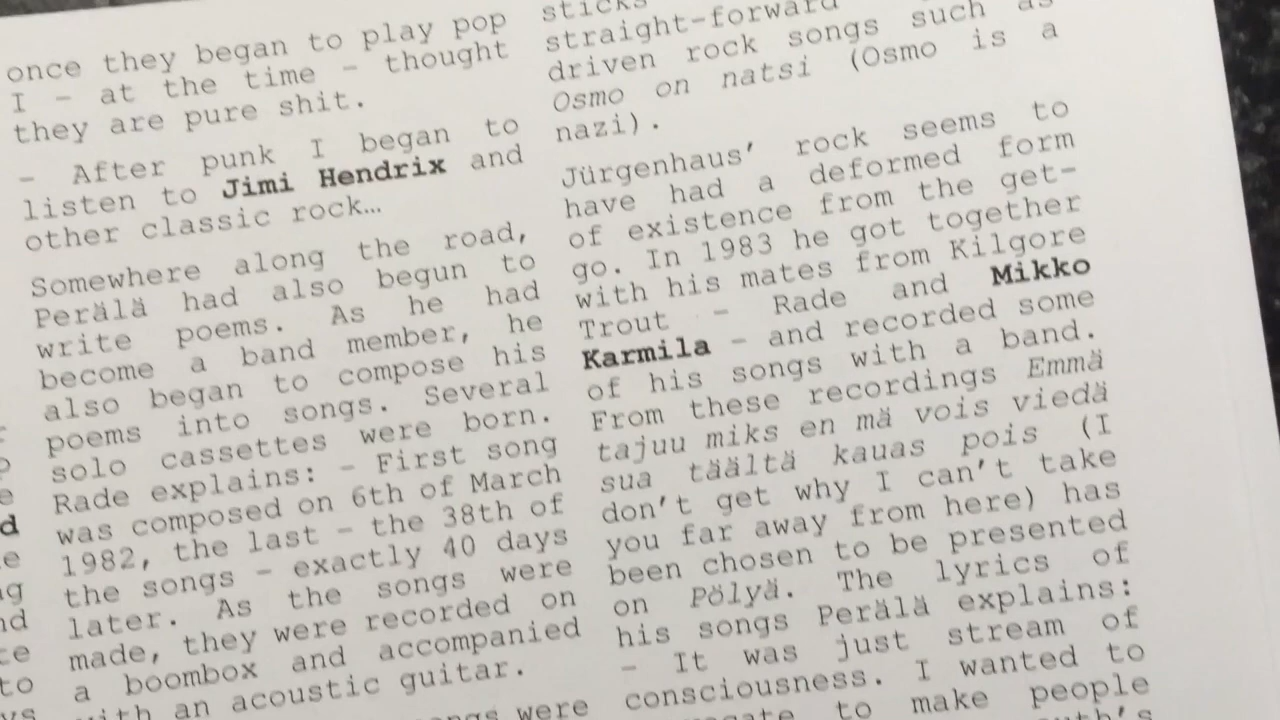 once they began to play pop
I – at the time – thought
they are pure shit.
– After punk I began to
listen to Jimi Hendrix and
other classic rock…
Somewhere along the road,
Perälä had also begun to
write poems. As he had
become a band member, he
also began to compose his
poems into songs. Several
solo cassettes were born.
Rade explains: – First song
was composed on 6th of March
1982, the last – the 38th of
the songs – exactly 40 days
later. As the songs were
made, they were recorded on
a boombox and accompanied
with an acoustic guitar.
were
sticks
straight-forward
driven rock songs such as
Osmo on natsi (Osmo is a
nazi).
Jürgenhaus’ rock seems to
have had a deformed form
of existence from the get-
go. In 1983 he got together
with his mates from Kilgore
Trout – Rade and Mikko
Karmila – and recorded some
of his songs with a band.
From these recordings Emmä
tajuu miks en mä vois viedä
sua täältä kauas pois (I
don’t get why I can’t take
you far away from here) has
been chosen to be presented
on Pölyä. The lyrics of
his songs Perälä explains:
– It was just stream of
consciousness. I wanted to
to make people